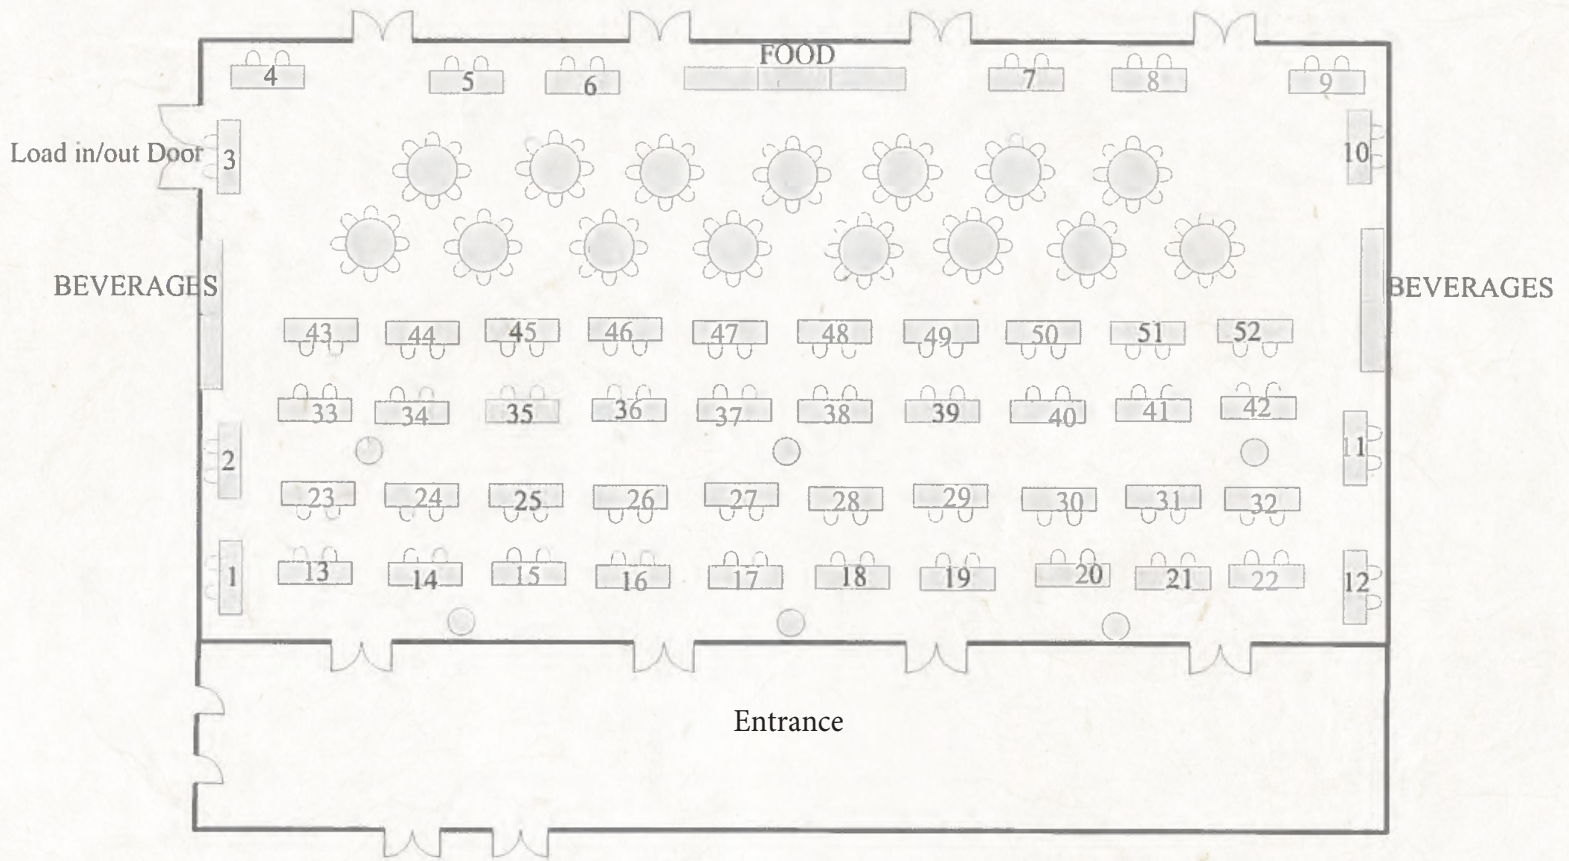 FOOD
4 5 6 7 8 9
Load in/out Door 3 10
BEVERAGES BEVERAGES
43 44 45 46 47 48 49 50 51 52
33 34 35 36 37 38 39 40 41 42
2 11
23 24 25 26 27 28 29 30 31 32
1 13 14 15 16 17 18 19 20 21 22 12
Entrance